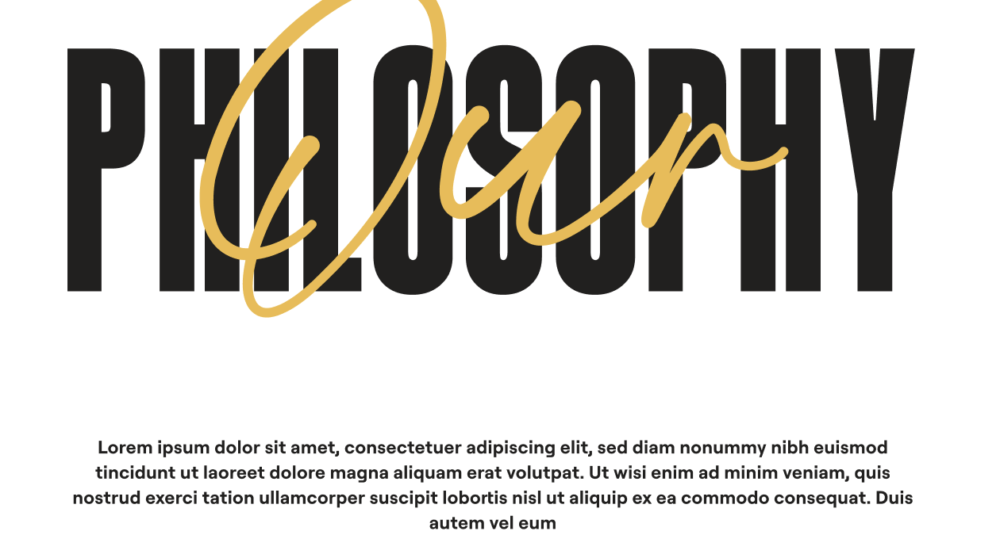 Our
PHILOSOPHY
Lorem ipsum dolor sit amet, consectetuer adipiscing elit, sed diam nonummy nibh euismod
tincidunt ut laoreet dolore magna aliquam erat volutpat. Ut wisi enim ad minim veniam, quis
nostrud exerci tation ullamcorper suscipit lobortis nisl ut aliquip ex ea commodo consequat. Duis
autem vel eum